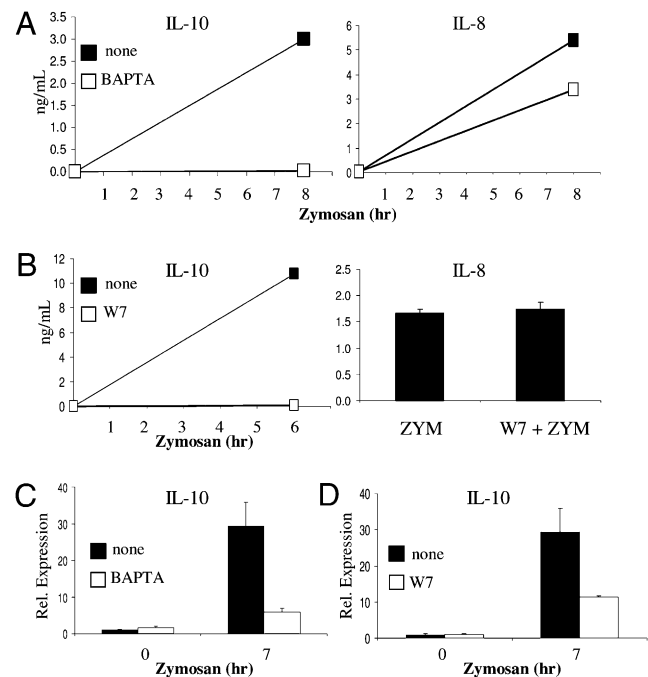 A
IL-10
IL-8
ng/mL
3.5
3.0
2.5
2.0
1.5
1.0
0.5
0.0
none
BAPTA
1 2 3 4 5 6 7 8
6
5
4
3
2
1
0
1 2 3 4 5 6 7 8
Zymosan (hr)
B
IL-10
IL-8
ng/mL
12
10
8
6
4
2
0
none
W7
1 2 3 4 5 6
Zymosan (hr)
2.5
2.0
1.5
1.0
0.5
0.0
ZYM W7 + ZYM
C
IL-10
Rel. Expression
40
30
20
10
0
none
BAPTA
0 7
Zymosan (hr)
D
IL-10
Rel. Expression
40
30
20
10
0
none
W7
0 7
Zymosan (hr)